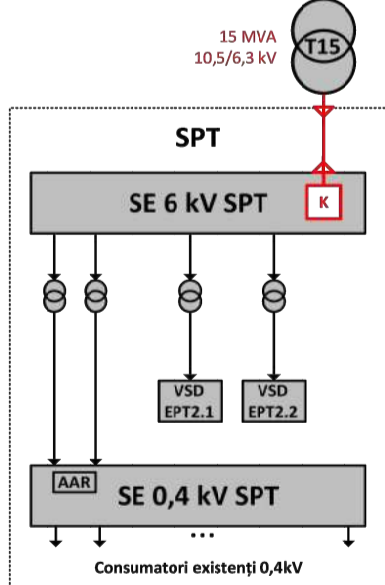 15 MVA
10,5/6,3 kV
T15
SPT
SE 6 kV SPT
K
VSD
EPT2.1
VSD
EPT2.2
AAR
SE 0,4 kV SPT
...
Consumatori existenți 0,4kV